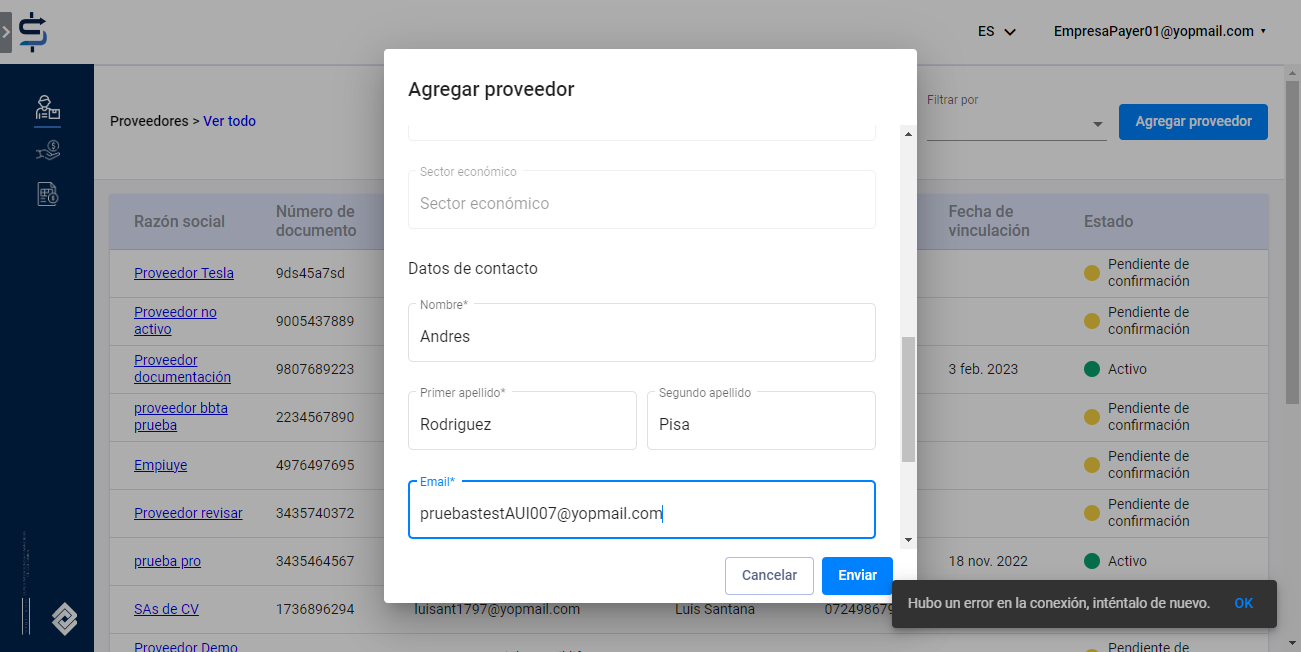 ES
EmpresaPayer01@yopmail.com
Proveedores > Ver todo
Filtrar por
Agregar proveedor
Agregar proveedor
Sector económico
Sector económico
Datos de contacto
Nombre*
Andres
Primer apellido*
Rodriguez
Segundo apellido
Pisa
Email*
pruebastestAUI007@yopmail.com
Cancelar
Enviar
Razón social
Número de
documento
Fecha de
vinculación
Estado
Proveedor Tesla
9ds45a7sd
Pendiente de
confirmación
Proveedor no
activo
9005437889
Pendiente de
confirmación
Proveedor
documentación
9807689223
3 feb. 2023
Activo
proveedor bbta
prueba
2234567890
Pendiente de
confirmación
Empiuye
4976497695
Pendiente de
confirmación
Proveedor revisar
3435740372
Pendiente de
confirmación
prueba pro
3435464567
18 nov. 2022
Activo
SAs de CV
1736896294
luisant1797@yopmail.com
Luis Santana
072498679
Proveedor Demo
Pendiente de
Hubo un error en la conexión, inténtalo de nuevo.
OK